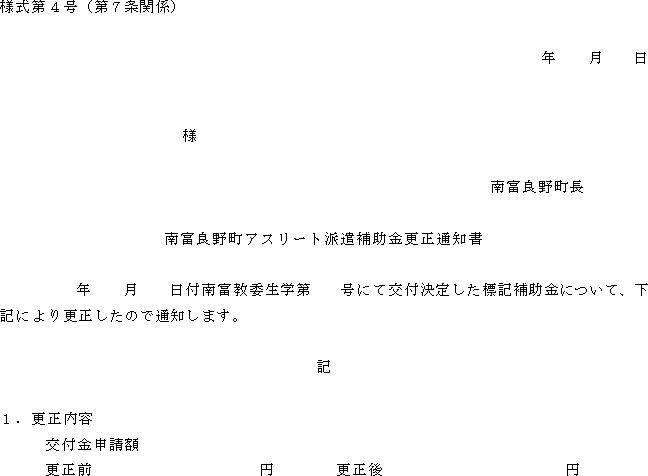 様式第４号（第７条関係）
年　　月　　日
様
南富良野町長
南富良野町アスリート派遣補助金更正通知書
年　　月　　日付南富教委生学第　　号にて交付決定した標記補助金について、下
記により更正したので通知します。
記
１．更正内容
交付金申請額
更正前　　　　　　　　　　　円　　　　更正後　　　　　　　　　　　　円